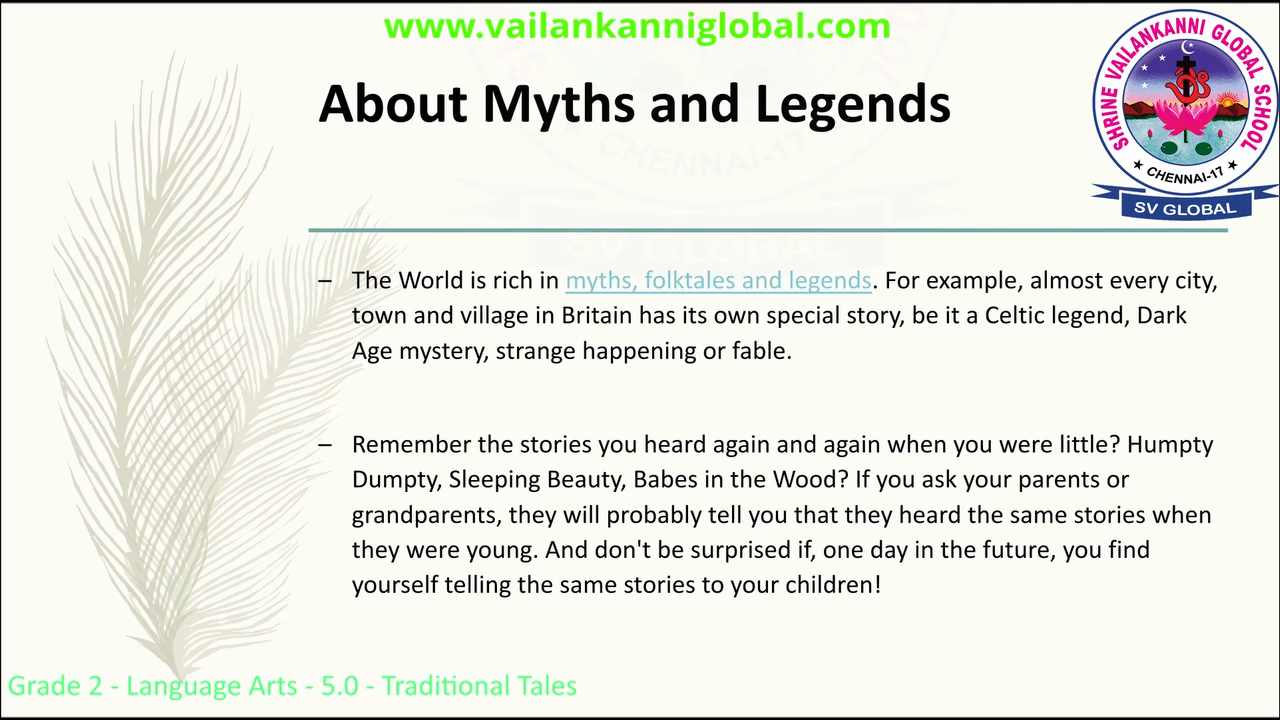 www.vailankanniglobal.com
About Myths and Legends
SHRINE VAILANKANNI GLOBAL SCHOOL
★ CHENNAI-17 ★
SV GLOBAL
– The World is rich in myths, folktales and legends. For example, almost every city,
town and village in Britain has its own special story, be it a Celtic legend, Dark
Age mystery, strange happening or fable.
– Remember the stories you heard again and again when you were little? Humpty
Dumpty, Sleeping Beauty, Babes in the Wood? If you ask your parents or
grandparents, they will probably tell you that they heard the same stories when
they were young. And don't be surprised if, one day in the future, you find
yourself telling the same stories to your children!
Grade 2 - Language Arts - 5.0 - Traditional Tales